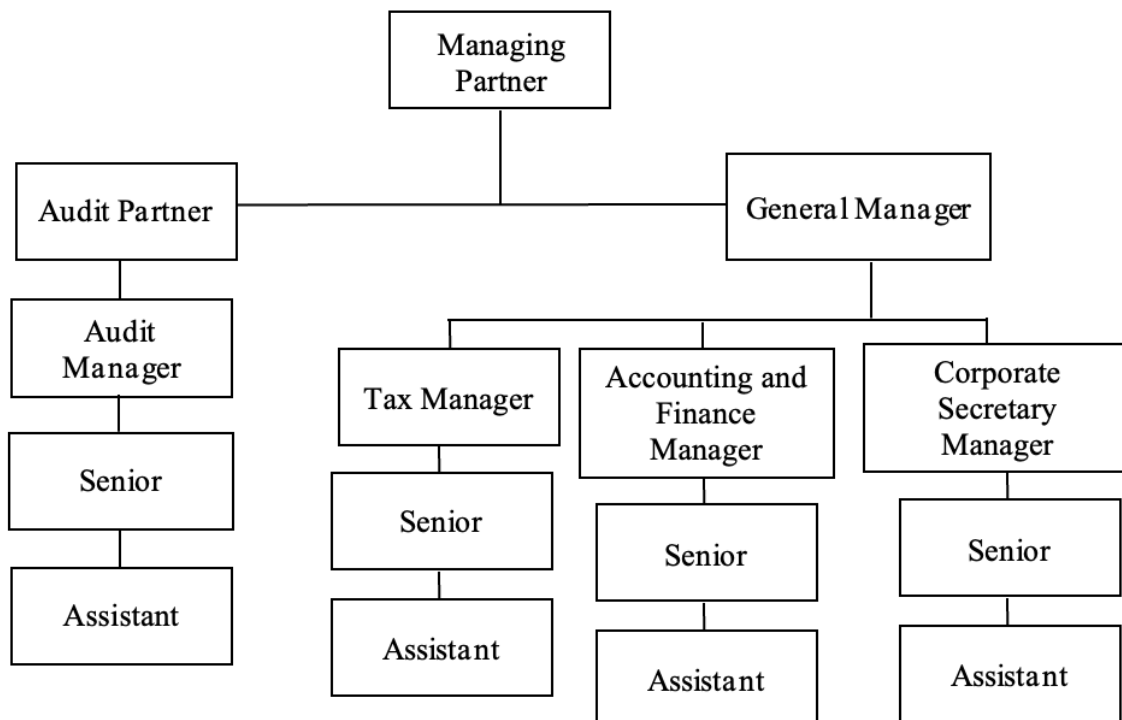 Managing
Partner
Audit Partner
General Manager
Audit
Manager
Tax Manager
Accounting and
Finance
Manager
Corporate
Secretary
Manager
Senior
Senior
Senior
Senior
Assistant
Assistant
Assistant
Assistant